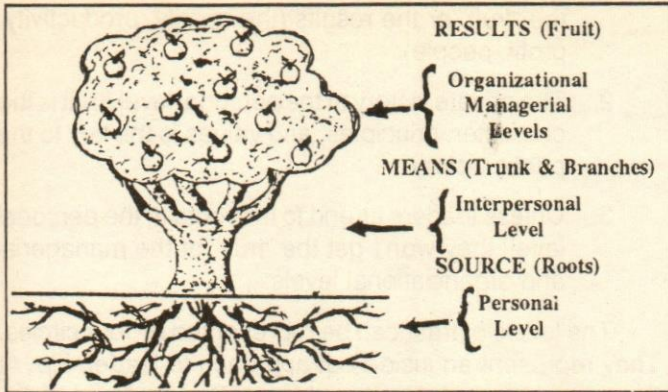 RESULTS (Fruit)
Organizational
Managerial
Levels
MEANS (Trunk & Branches)
Interpersonal
Level
SOURCE (Roots)
Personal
Level